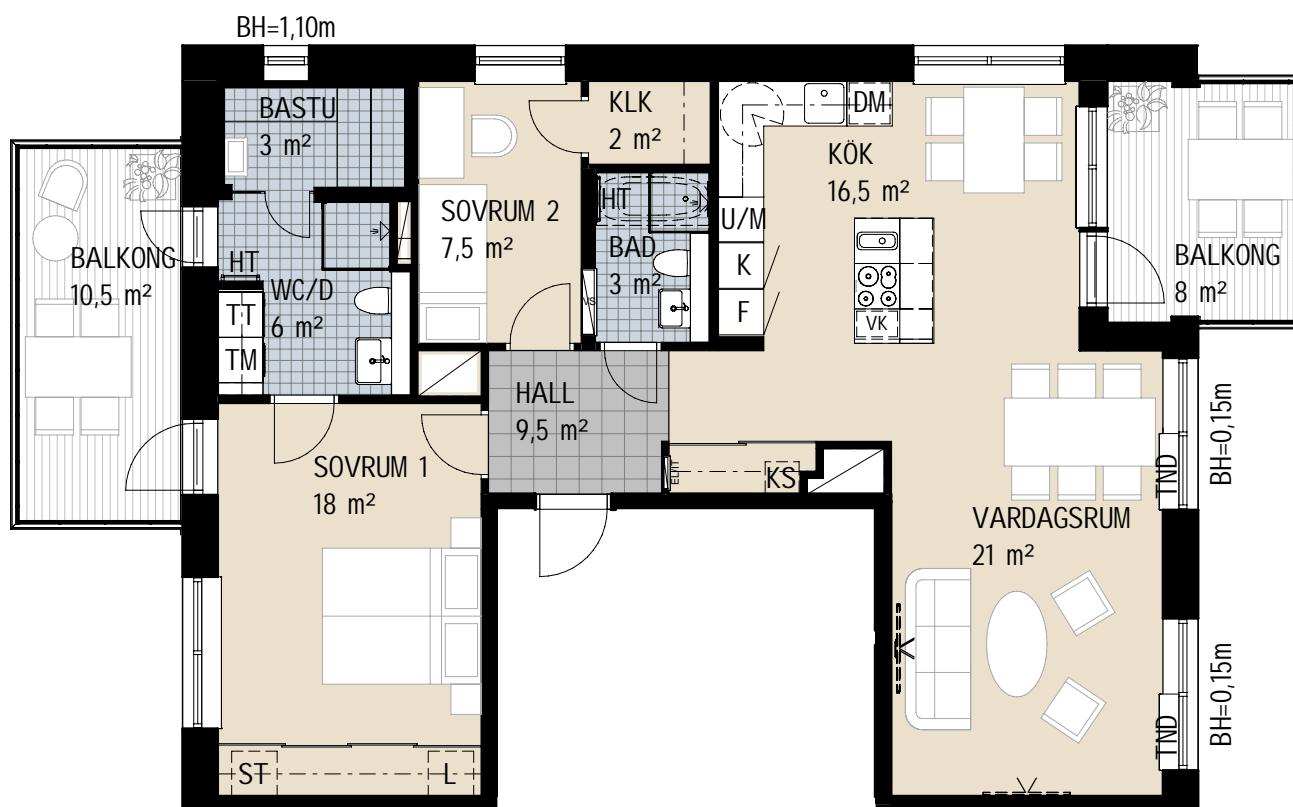 BH=1,10m
BASTU
3 m²
KLK
2 m²
DM
KÖK
16,5 m²
HT
U/M
SOVRUM 2
7,5 m²
BAD
3 m²
K
F
VK
VS
BALKONG
10,5 m²
HT
WC/D
6 m²
TT
TM
BALKONG
8 m²
HALL
9,5 m²
EL/IT
KS
SOVRUM 1
18 m²
TND
BH=0,15m
VARDAGSRUM
21 m²
TND
BH=0,15m
ST
L